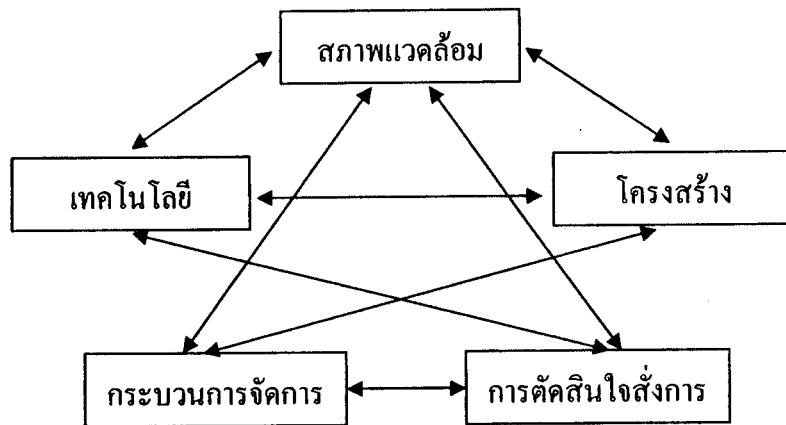 สภาพแวดล้อม
เทคโนโลยี
โครงสร้าง
กระบวนการจัดการ
การตัดสินใจสั่งการ